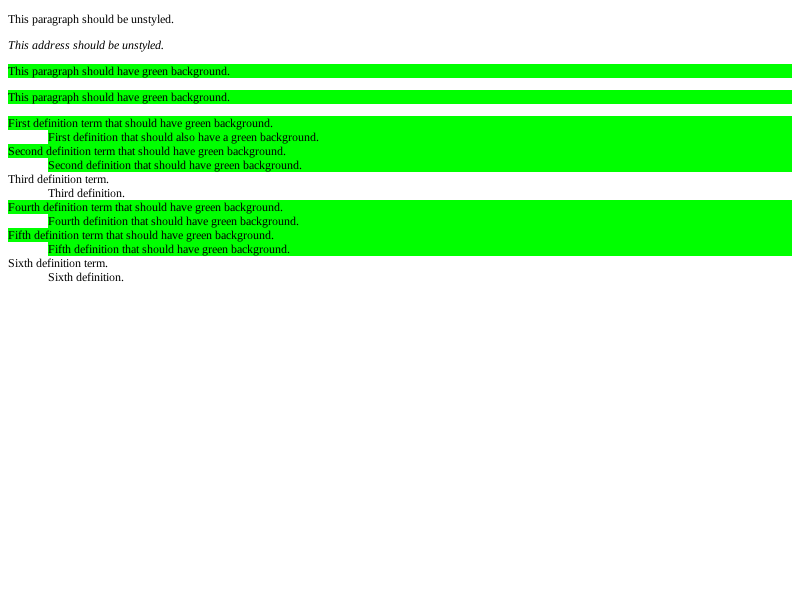 This paragraph should be unstyled.
This address should be unstyled.
This paragraph should have green background.
This paragraph should have green background.
First definition term that should have green background.
First definition that should also have a green background.
Second definition term that should have green background.
Second definition that should have green background.
Third definition term.
Third definition.
Fourth definition term that should have green background.
Fourth definition that should have green background.
Fifth definition term that should have green background.
Fifth definition that should have green background.
Sixth definition term.
Sixth definition.